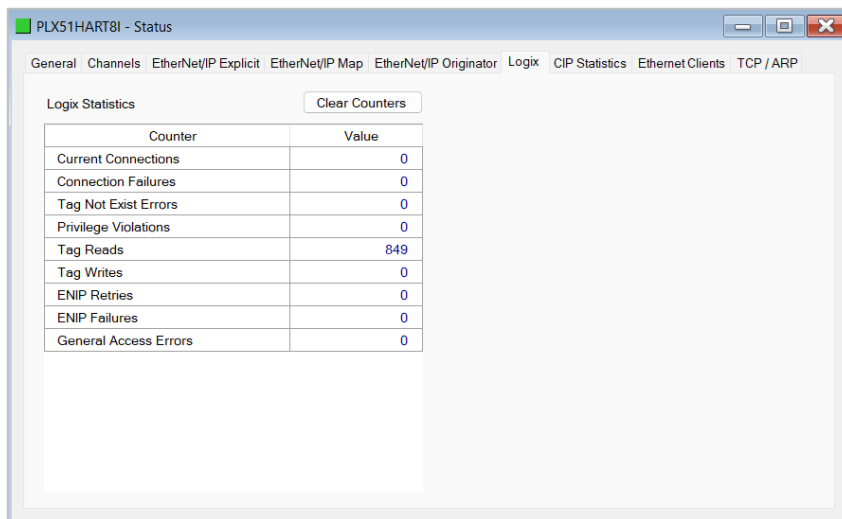 PLX51HART8I - Status
General Channels EtherNet/IP Explicit EtherNet/IP Map EtherNet/IP Originator Logix CIP Statistics Ethernet Clients TCP / ARP
Logix Statistics Clear Counters
Counter Value
Current Connections 0
Connection Failures 0
Tag Not Exist Errors 0
Privilege Violations 0
Tag Reads 849
Tag Writes 0
ENIP Retries 0
ENIP Failures 0
General Access Errors 0